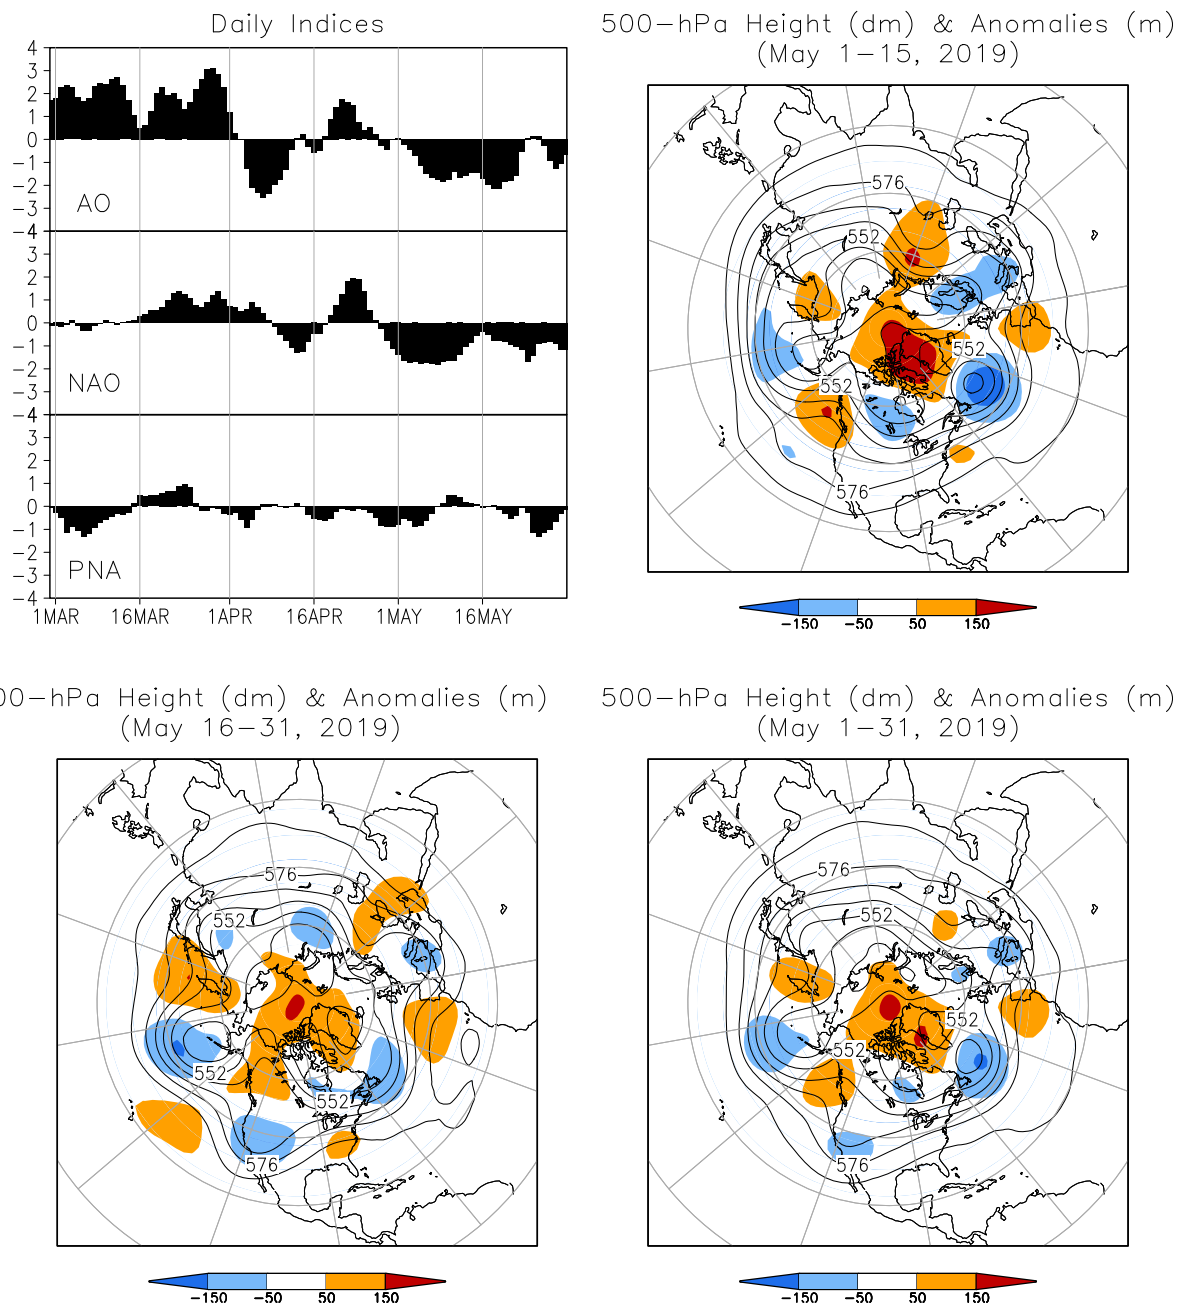 Daily Indices
4
3
2
1
0
-1
-2
-3
-4
AO
3
2
1
0
-1
-2
-3
-4
NAO
3
2
1
0
-1
-2
-3
-4
PNA
1MAR 16MAR 1APR 16APR 1MAY 16MAY
500-hPa Height (dm) & Anomalies (m)
(May 1-15, 2019)
576
552
552
552
576
-150 -50 50 150
00-hPa Height (dm) & Anomalies (m)
(May 16-31, 2019)
576
552
552
552
576
-150 -50 50 150
500-hPa Height (dm) & Anomalies (m)
(May 1-31, 2019)
576
552
552
552
576
-150 -50 50 150